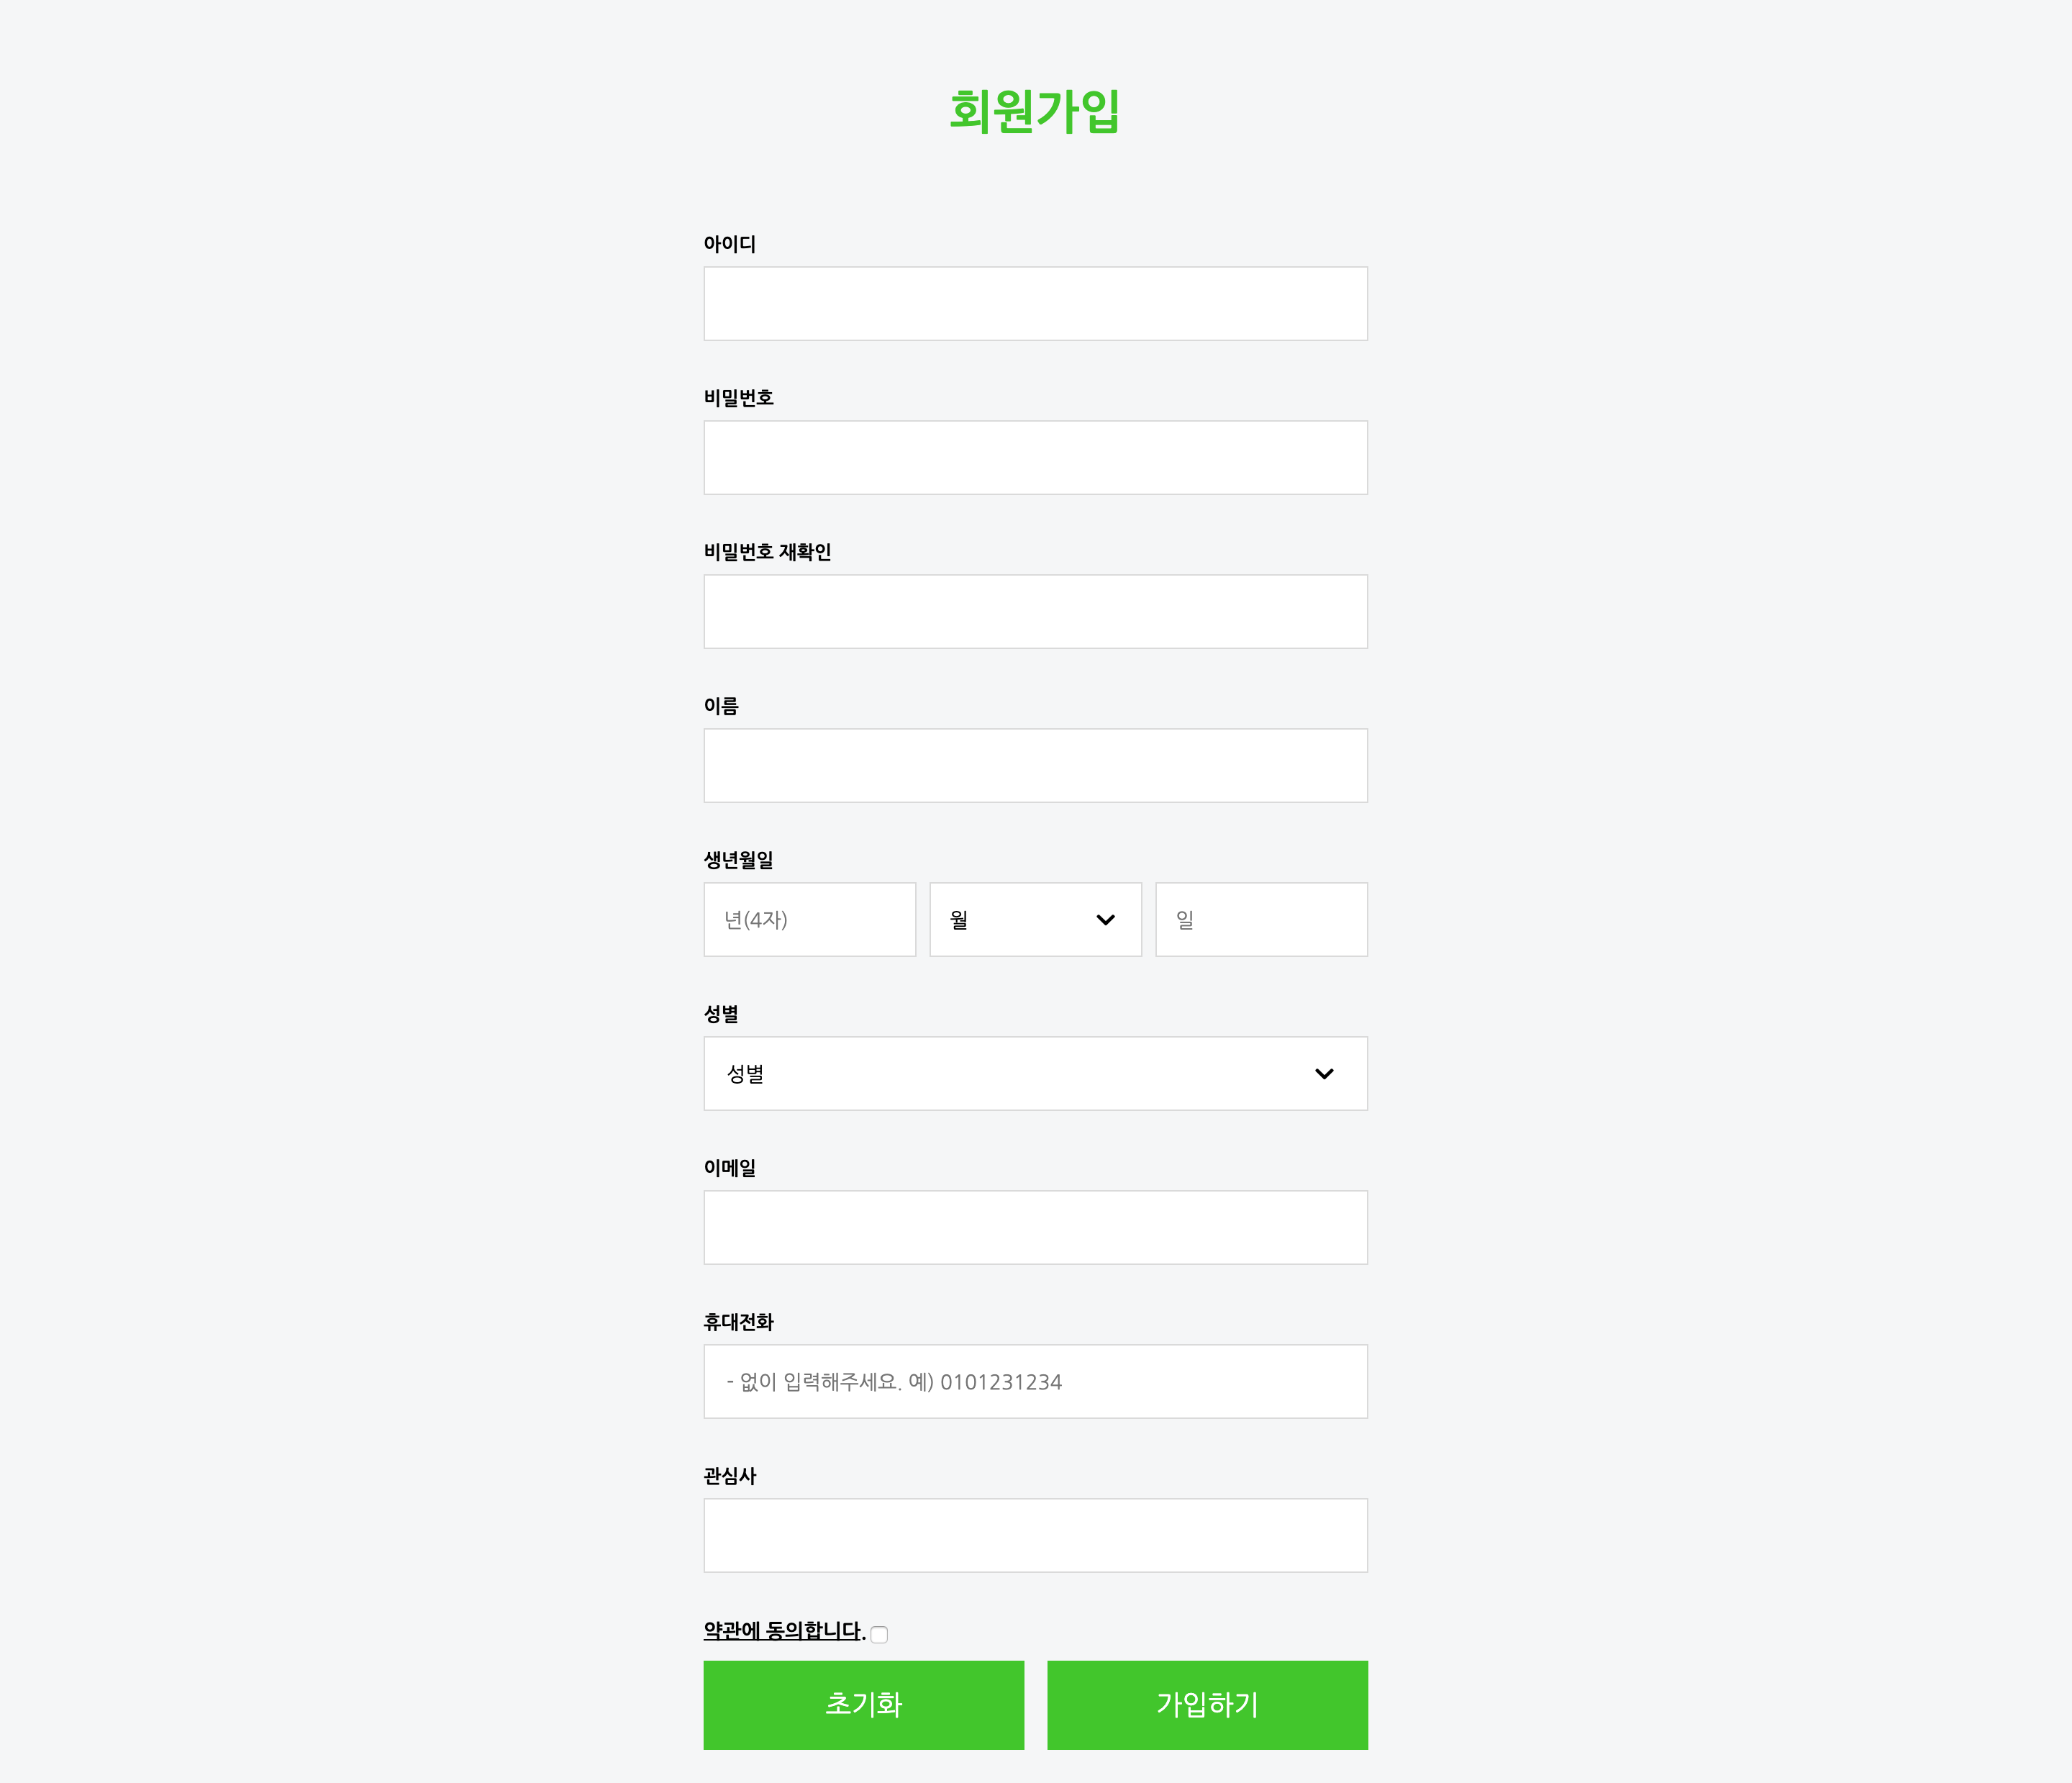 회원가입
아이디
비밀번호
비밀번호 재확인
이름
생년월일
년(4자) 월 일
성별
성별
이메일
휴대전화
- 없이 입력해주세요. 예) 0101231234
관심사
약관에 동의합니다.
초기화 가입하기